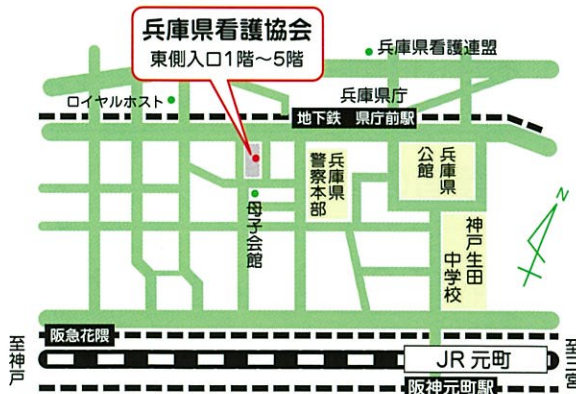 兵庫県看護協会
東側入口1階〜5階
兵庫県看護連盟
ロイヤルホスト
兵庫県庁
地下鉄 県庁前駅
兵庫県
警察本部
兵庫県
公館
母子会館
神戸生田
中学校
N
阪急花隈
至神戸
JR元町
至三宮
阪神元町駅